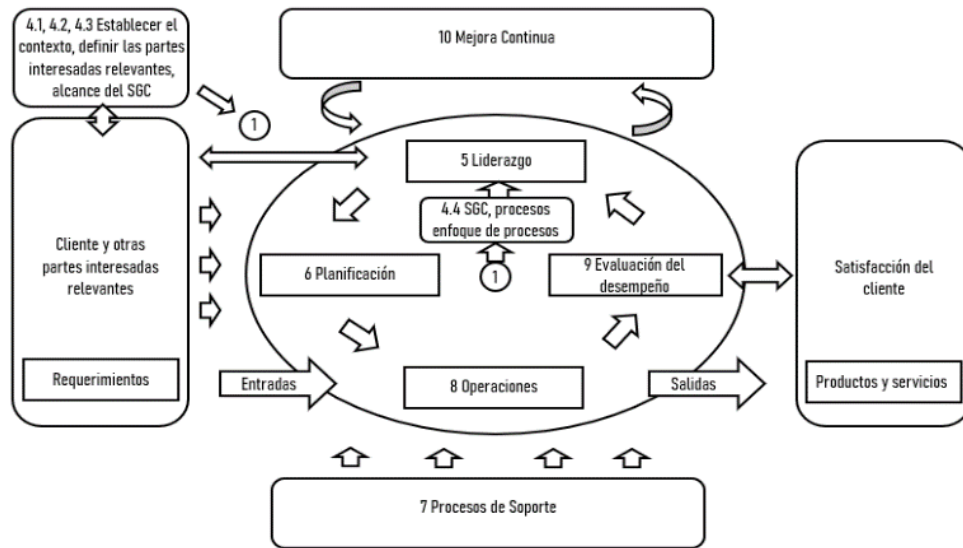 4.1, 4.2, 4.3 Establecer el
contexto, definir las partes
interesadas relevantes,
alcance del SGC
10 Mejora Continua
1
5 Liderazgo
4.4 SGC, procesos
enfoque de procesos
Cliente y otras
partes interesadas
relevantes
6 Planificación
1
9 Evaluación del
desempeño
Satisfacción del
cliente
Requerimientos
Entradas
8 Operaciones
Salidas
Productos y servicios
7 Procesos de Soporte